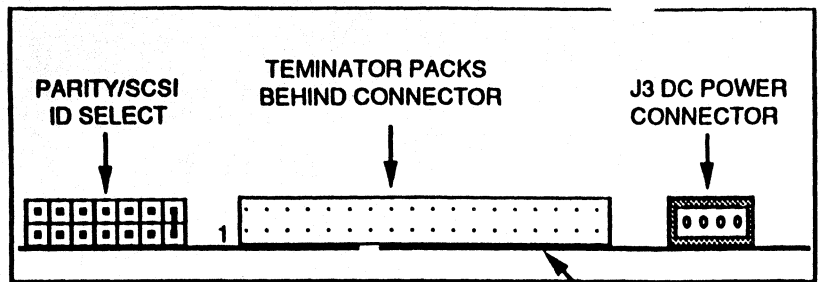 PARITY/SCSI
ID SELECT
TEMINATOR PACKS
BEHIND CONNECTOR
J3 DC POWER
CONNECTOR
1